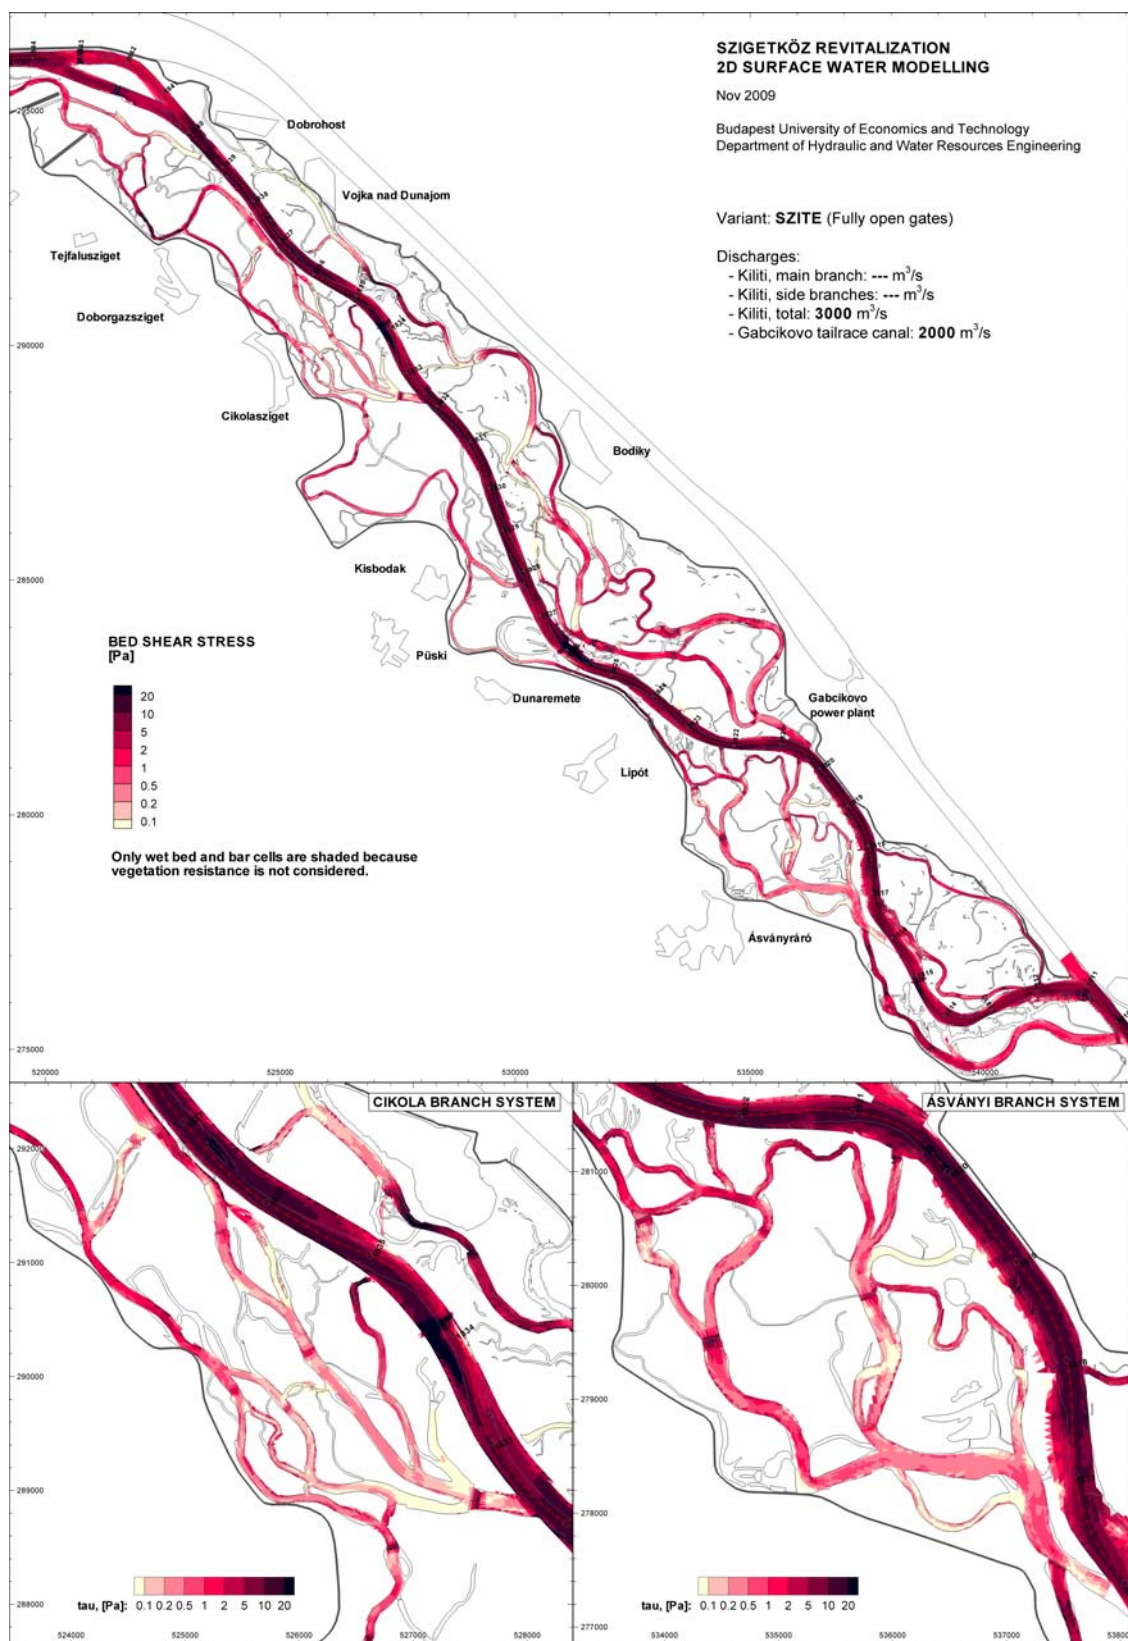 SZIGETKÖZ REVITALIZATION
2D SURFACE WATER MODELLING
Nov 2009
Budapest University of Economics and Technology
Department of Hydraulic and Water Resources Engineering
Variant: SZITE (Fully open gates)
Discharges:
- Kiliti, main branch: --- m³/s
- Kiliti, side branches: --- m³/s
- Kiliti, total: 3000 m³/s
- Gabcikovo tailrace canal: 2000 m³/s
295000
Dobrohost
Vojka nad Dunajom
Tejfalusziget
Doborgazsziget
290000
Cikolasziget
Bodiky
285000
Kisbodak
Püski
Dunaremete
Gabcikovo
power plant
Lipót
280000
Ásványráró
275000
BED SHEAR STRESS
[Pa]
20
10
5
2
1
0.5
0.2
0.1
Only wet bed and bar cells are shaded because
vegetation resistance is not considered.
520000 525000 530000 535000 540000
CIKOLA BRANCH SYSTEM
292000
291000
290000
289000
288000
1834
1833
tau, [Pa]: 0.1 0.2 0.5 1 2 5 10 20
524000 525000 526000 527000 528000
ÁSVÁNYI BRANCH SYSTEM
281000
280000
279000
278000
277000
tau, [Pa]: 0.1 0.2 0.5 1 2 5 10 20
534000 535000 536000 537000